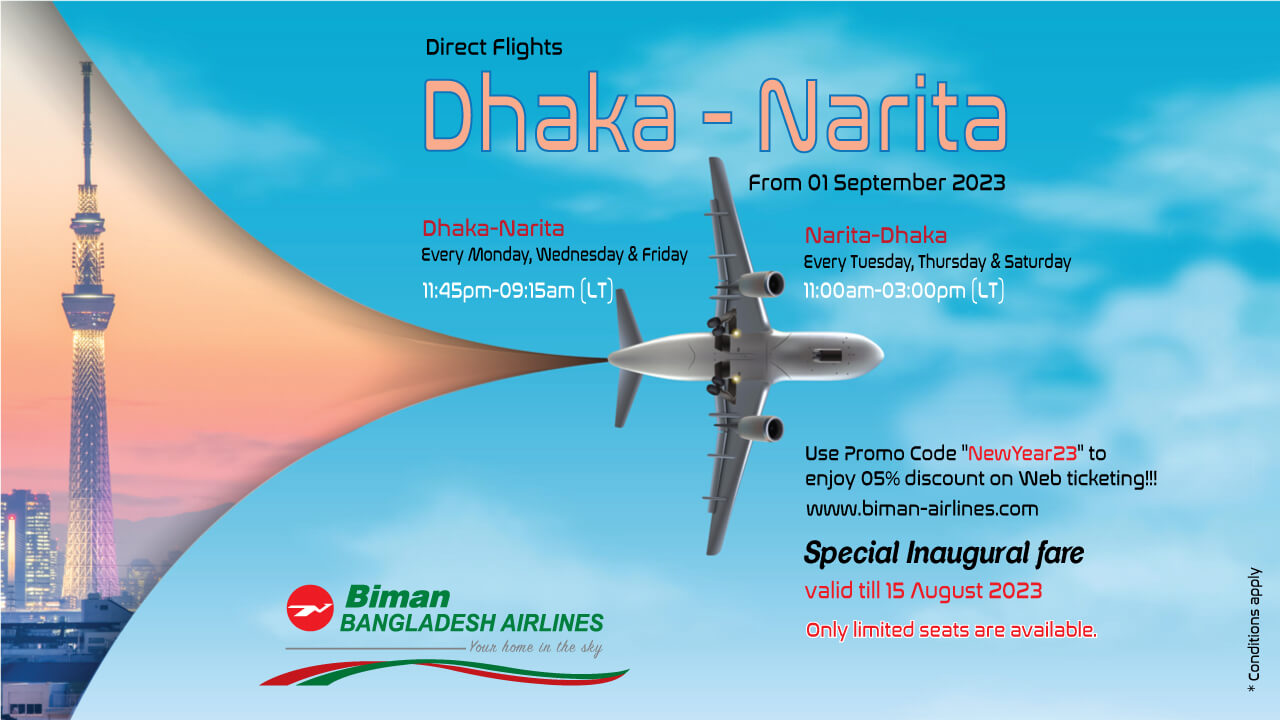 Direct Flights
Dhaka - Narita
From 01 September 2023
Dhaka-Narita
Every Monday, Wednesday & Friday
11:45pm-09:15am (LT)
Narita-Dhaka
Every Tuesday, Thursday & Saturday
11:00am-03:00pm (LT)
Use Promo Code "NewYear23" to
enjoy 05% discount on Web ticketing!!!
www.biman-airlines.com
Special Inaugural fare
valid till 15 August 2023
Only limited seats are available.
Biman
BANGLADESH AIRLINES
Your home in the sky
* Conditions apply